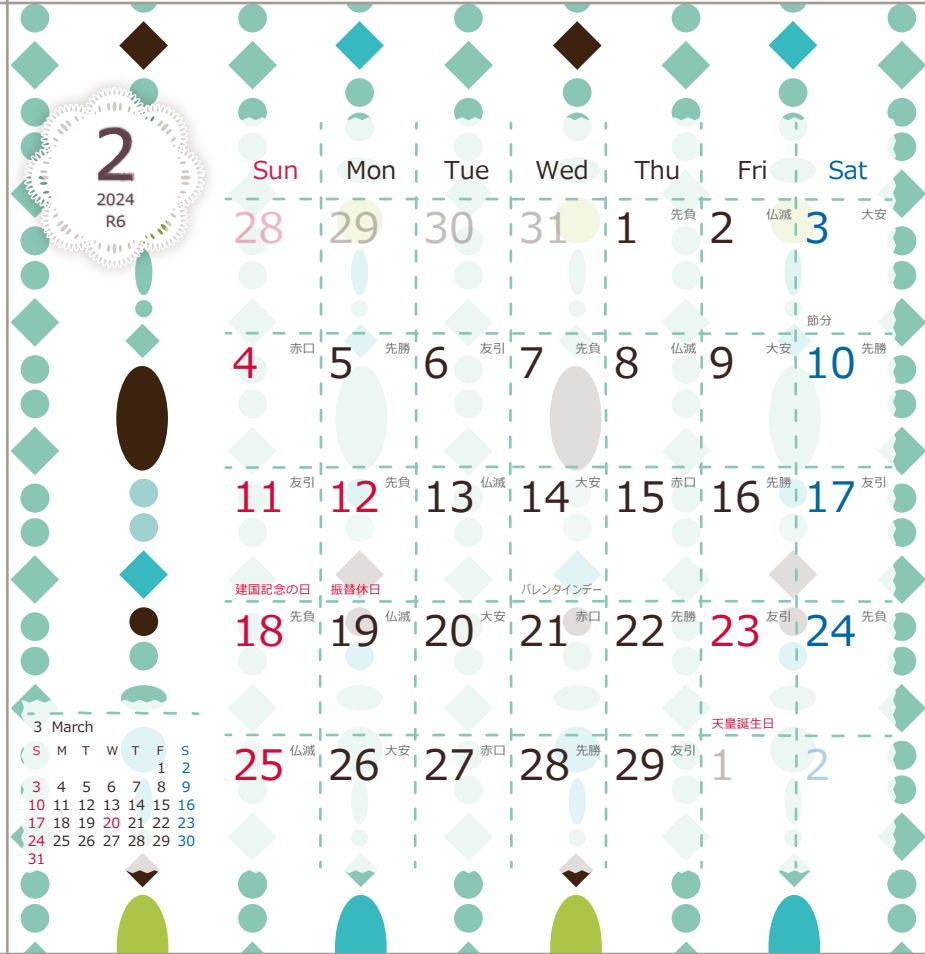 2
2024
R6
Sun Mon Tue Wed Thu Fri Sat
28 29 30 31 1 先負 2 仏滅 3 大安
節分
4 赤口 5 先勝 6 友引 7 先負 8 仏滅 9 大安 10 先勝
11 友引 12 先負 13 仏滅 14 大安 15 赤口 16 先勝 17 友引
建国記念の日 振替休日 バレンタインデー
18 先負 19 仏滅 20 大安 21 赤口 22 先勝 23 友引 24 先負
天皇誕生日
25 仏滅 26 大安 27 赤口 28 先勝 29 友引 1 2
3 March
S M T W T F S
1 2
3 4 5 6 7 8 9
10 11 12 13 14 15 16
17 18 19 20 21 22 23
24 25 26 27 28 29 30
31